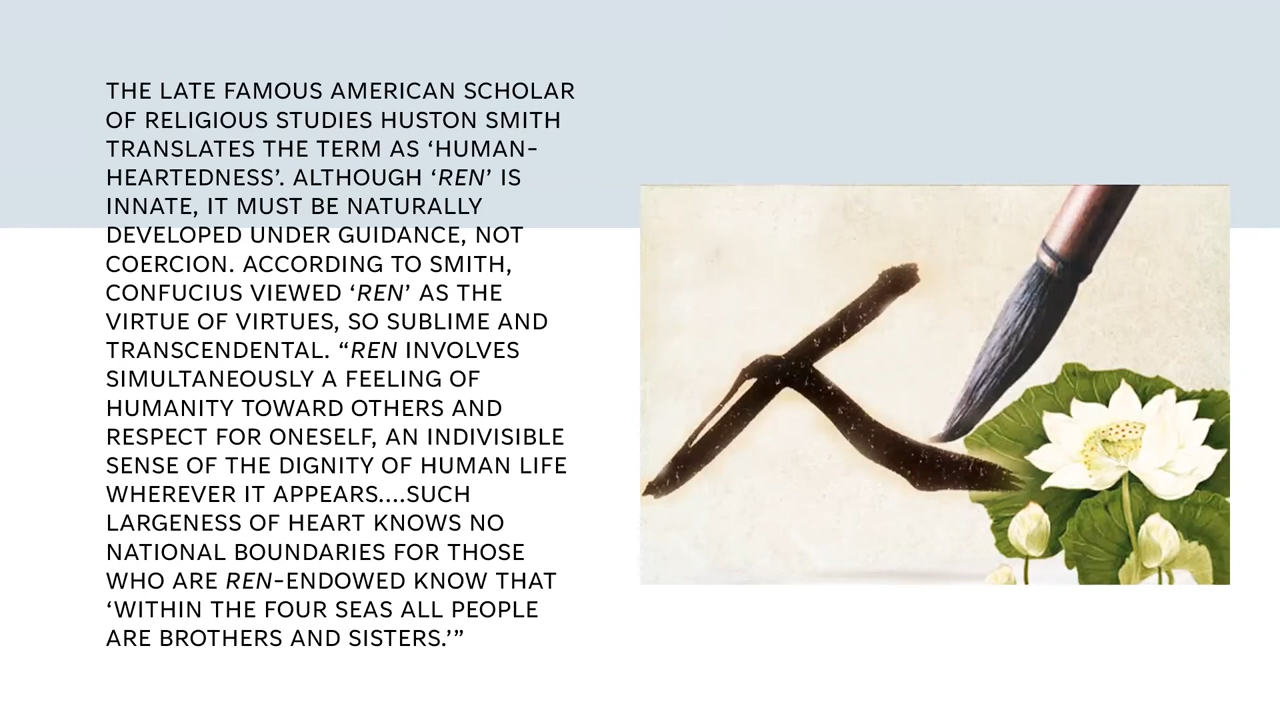 THE LATE FAMOUS AMERICAN SCHOLAR
OF RELIGIOUS STUDIES HUSTON SMITH
TRANSLATES THE TERM AS ‘HUMAN-
HEARTEDNESS’. ALTHOUGH ‘REN’ IS
INNATE, IT MUST BE NATURALLY
DEVELOPED UNDER GUIDANCE, NOT
COERCION. ACCORDING TO SMITH,
CONFUCIUS VIEWED ‘REN’ AS THE
VIRTUE OF VIRTUES, SO SUBLIME AND
TRANSCENDENTAL. “REN INVOLVES
SIMULTANEOUSLY A FEELING OF
HUMANITY TOWARD OTHERS AND
RESPECT FOR ONESELF, AN INDIVISIBLE
SENSE OF THE DIGNITY OF HUMAN LIFE
WHEREVER IT APPEARS....SUCH
LARGENESS OF HEART KNOWS NO
NATIONAL BOUNDARIES FOR THOSE
WHO ARE REN-ENDOWED KNOW THAT
‘WITHIN THE FOUR SEAS ALL PEOPLE
ARE BROTHERS AND SISTERS.’”
人